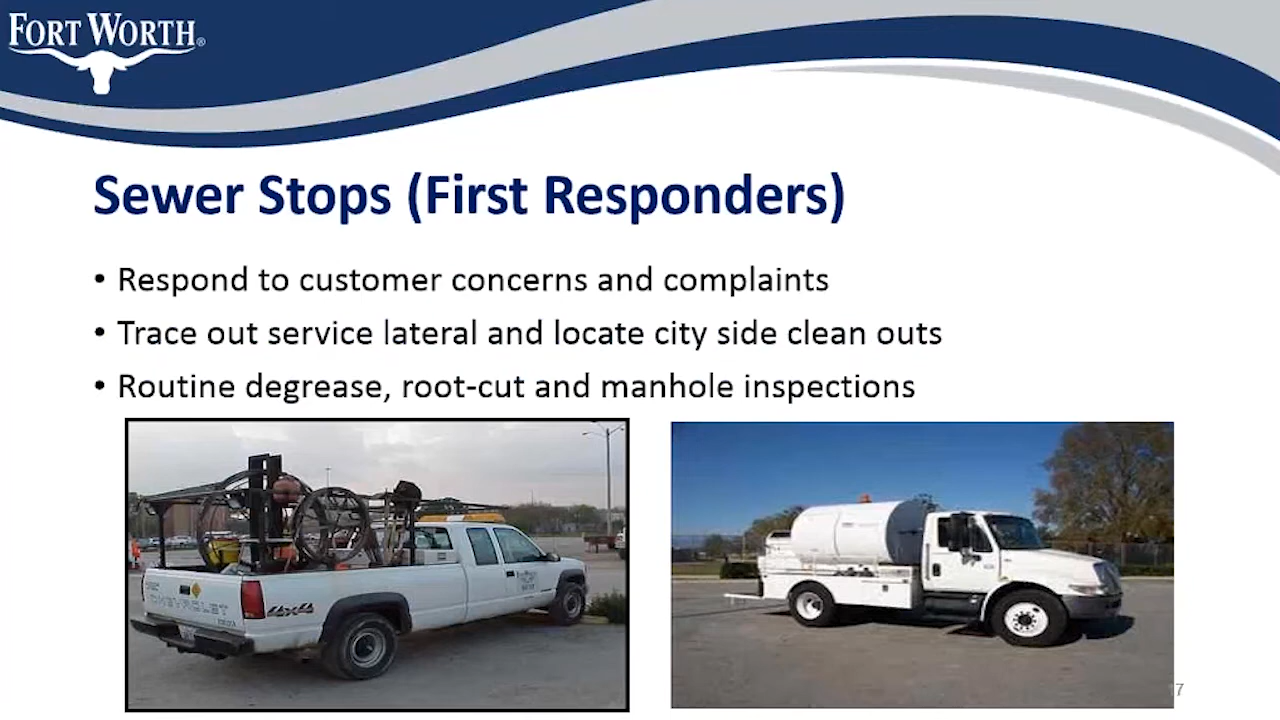 FORT WORTH®
Sewer Stops (First Responders)
• Respond to customer concerns and complaints
• Trace out service lateral and locate city side clean outs
• Routine degrease, root-cut and manhole inspections
4x4
17